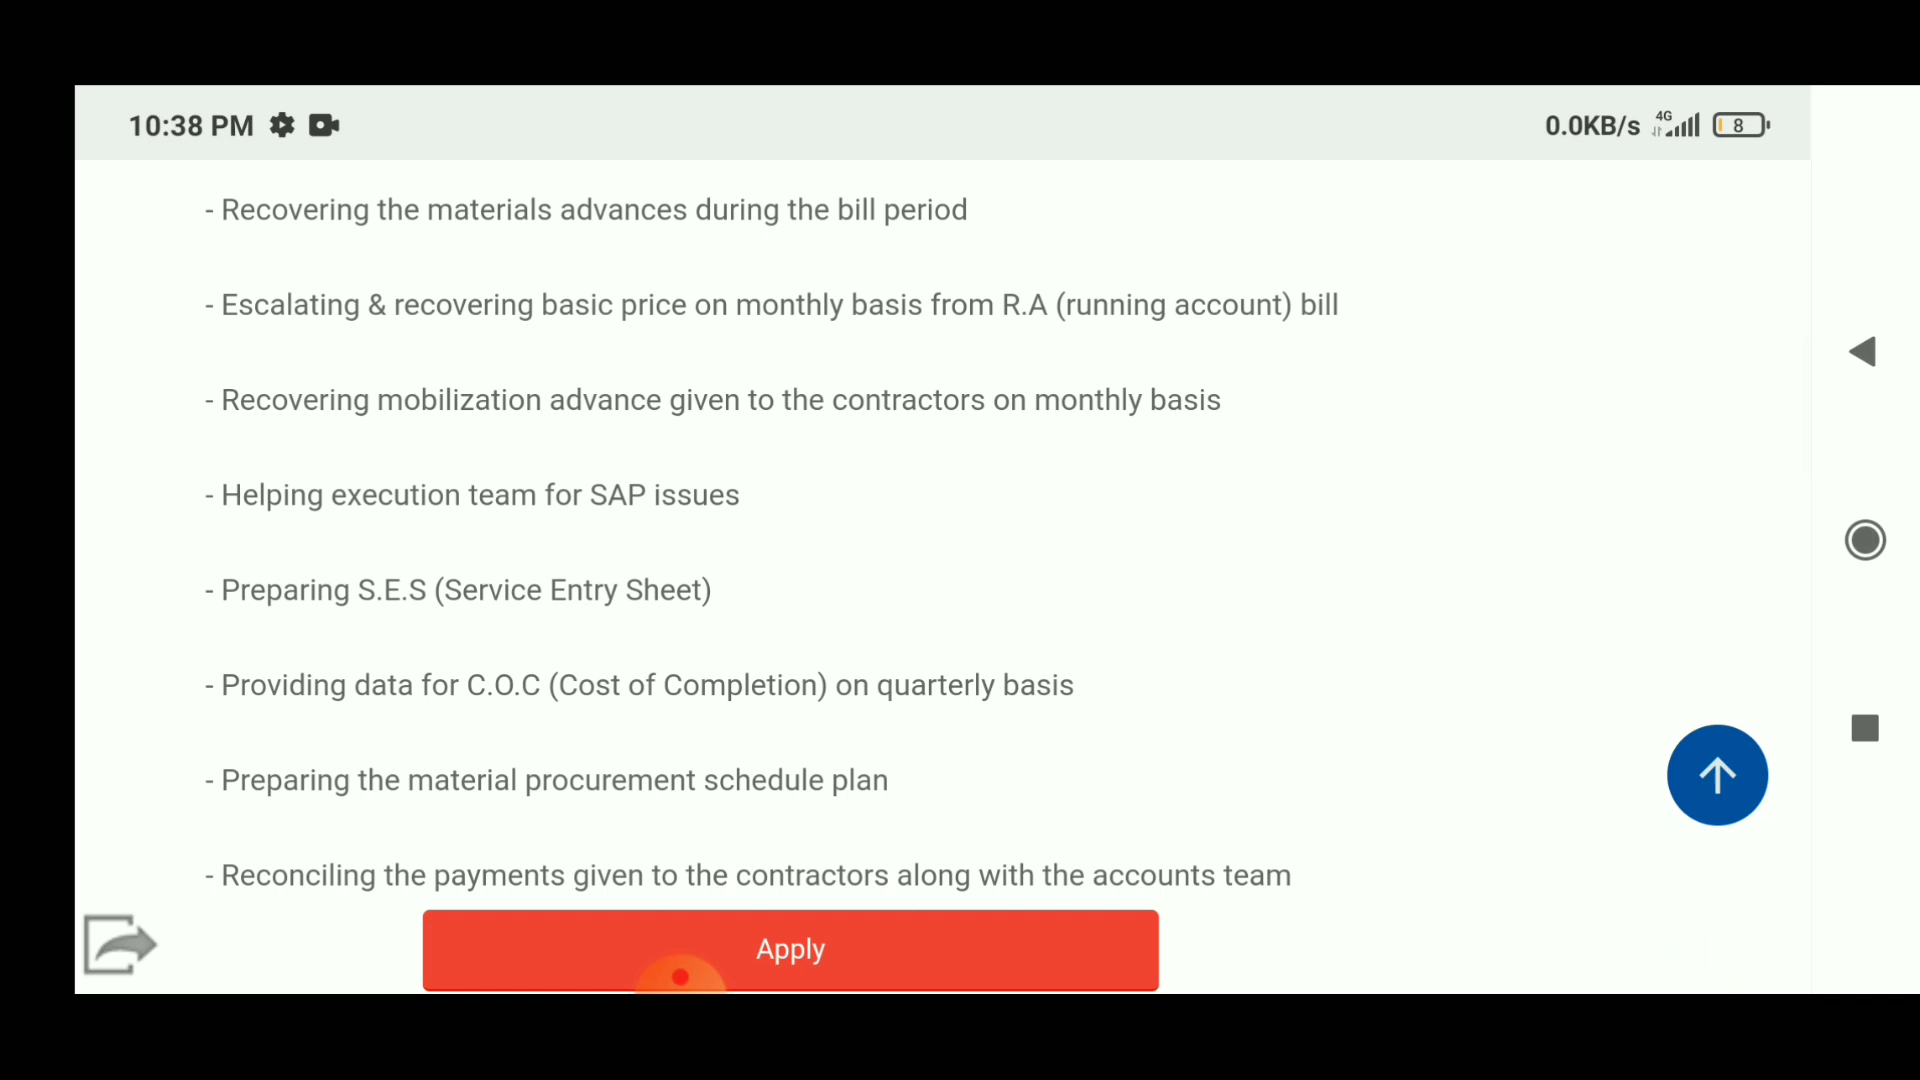 10:38 PM 0.0KB/s 4G 8
- Recovering the materials advances during the bill period
- Escalating & recovering basic price on monthly basis from R.A (running account) bill
- Recovering mobilization advance given to the contractors on monthly basis
- Helping execution team for SAP issues
- Preparing S.E.S (Service Entry Sheet)
- Providing data for C.O.C (Cost of Completion) on quarterly basis
- Preparing the material procurement schedule plan
- Reconciling the payments given to the contractors along with the accounts team
Apply